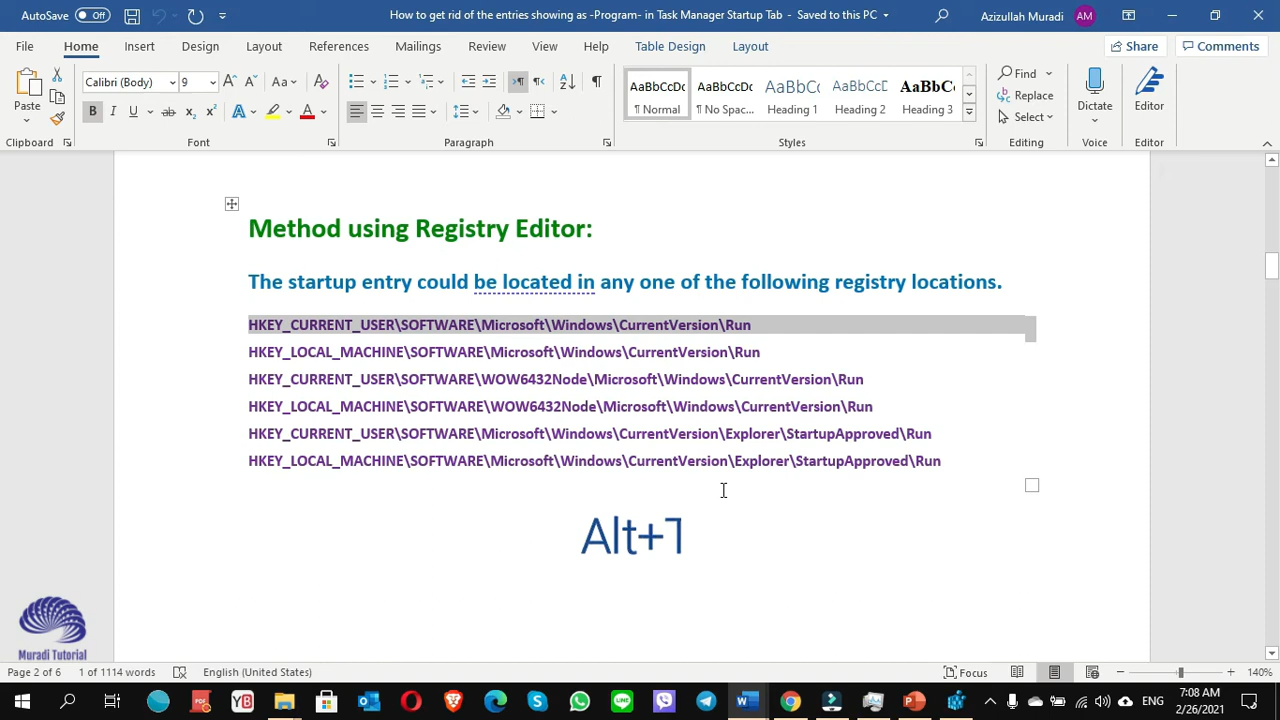 AutoSave Off
How to get rid of the entries showing as -Program- in Task Manager Startup Tab - Saved to this PC
Azizullah Muradi AM
File Home Insert Design Layout References Mailings Review View Help Table Design Layout Share Comments
Paste
Calibri (Body) 9
AaBbCcDc AaBbCcDc AaBbCc AaBbCcD AaBbCc
¶ Normal ¶ No Spac... Heading 1 Heading 2 Heading 3
Find
Replace
Select
Dictate
Editor
Clipboard Font Paragraph Styles Editing Voice Editor
Method using Registry Editor:
The startup entry could be located in any one of the following registry locations.
HKEY_CURRENT_USER\SOFTWARE\Microsoft\Windows\CurrentVersion\Run
HKEY_LOCAL_MACHINE\SOFTWARE\Microsoft\Windows\CurrentVersion\Run
HKEY_CURRENT_USER\SOFTWARE\WOW6432Node\Microsoft\Windows\CurrentVersion\Run
HKEY_LOCAL_MACHINE\SOFTWARE\WOW6432Node\Microsoft\Windows\CurrentVersion\Run
HKEY_CURRENT_USER\SOFTWARE\Microsoft\Windows\CurrentVersion\Explorer\StartupApproved\Run
HKEY_LOCAL_MACHINE\SOFTWARE\Microsoft\Windows\CurrentVersion\Explorer\StartupApproved\Run
Alt+
Muradi Tutorial
Page 2 of 6 1 of 1114 words English (United States) Focus 140%
ENG
7:08 AM
2/26/2021